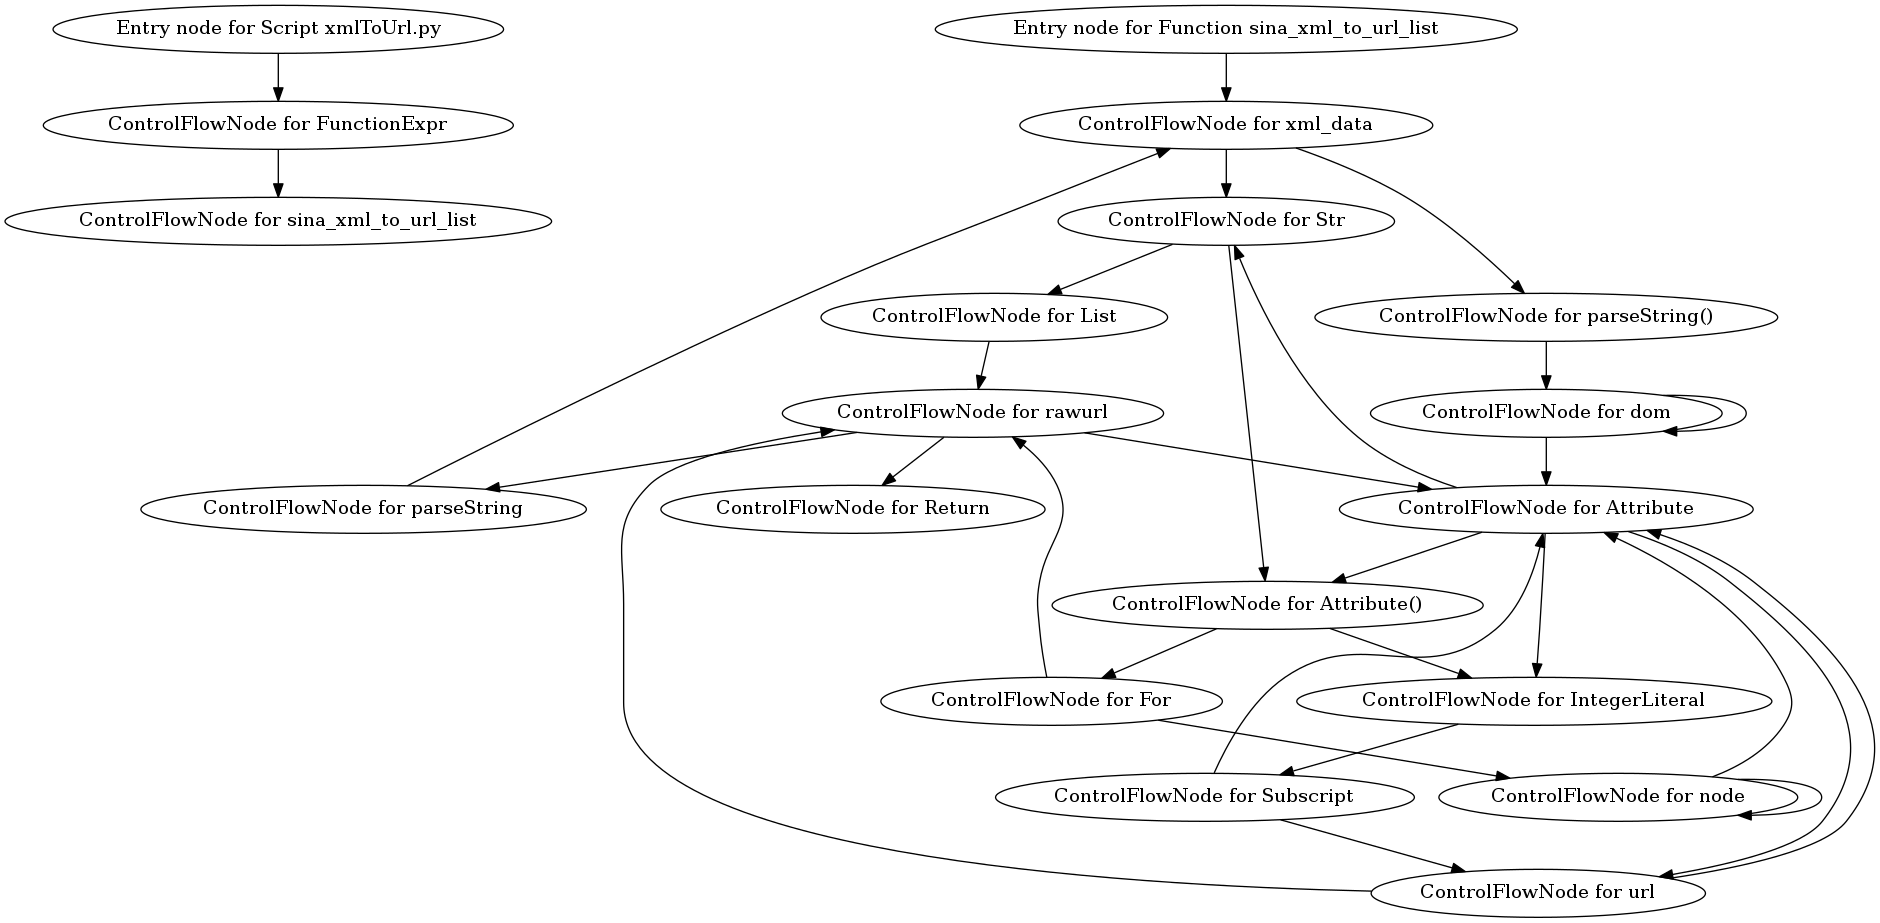 Entry node for Script xmlToUrl.py
Entry node for Function sina_xml_to_url_list
ControlFlowNode for FunctionExpr
ControlFlowNode for xml_data
ControlFlowNode for sina_xml_to_url_list
ControlFlowNode for Str
ControlFlowNode for List
ControlFlowNode for parseString()
ControlFlowNode for rawurl
ControlFlowNode for dom
ControlFlowNode for parseString
ControlFlowNode for Return
ControlFlowNode for Attribute
ControlFlowNode for Attribute()
ControlFlowNode for For
ControlFlowNode for IntegerLiteral
ControlFlowNode for Subscript
ControlFlowNode for node
ControlFlowNode for url